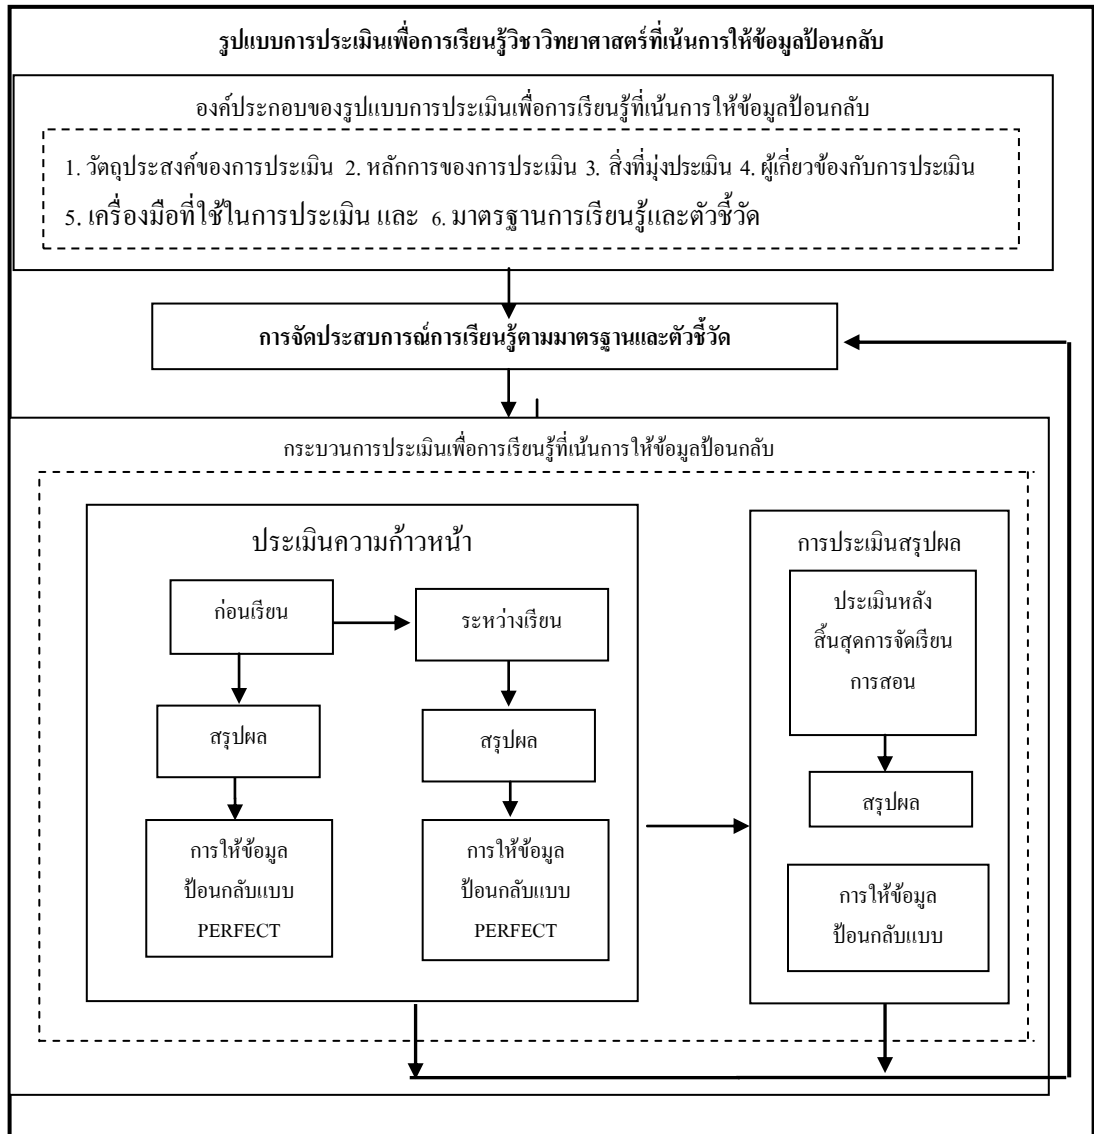 รูปแบบการประเมินเพื่อการเรียนรู้วิชาวิทยาศาสตร์ที่เน้นการให้ข้อมูลป้อนกลับ
องค์ประกอบของรูปแบบการประเมินเพื่อการเรียนรู้ที่เน้นการให้ข้อมูลป้อนกลับ
1. วัตถุประสงค์ของการประเมิน 2. หลักการของการประเมิน 3. สิ่งที่มุ่งประเมิน 4. ผู้เกี่ยวข้องกับการประเมิน
5. เครื่องมือที่ใช้ในการประเมิน และ 6. มาตรฐานการเรียนรู้และตัวชี้วัด
การจัดประสบการณ์การเรียนรู้ตามมาตรฐานและตัวชี้วัด
กระบวนการประเมินเพื่อการเรียนรู้ที่เน้นการให้ข้อมูลป้อนกลับ
ประเมินความก้าวหน้า
ก่อนเรียน
สรุปผล
การให้ข้อมูล
ป้อนกลับแบบ
PERFECT
ระหว่างเรียน
สรุปผล
การให้ข้อมูล
ป้อนกลับแบบ
PERFECT
การประเมินสรุปผล
ประเมินหลัง
สิ้นสุดการจัดเรียน
การสอน
สรุปผล
การให้ข้อมูล
ป้อนกลับแบบ